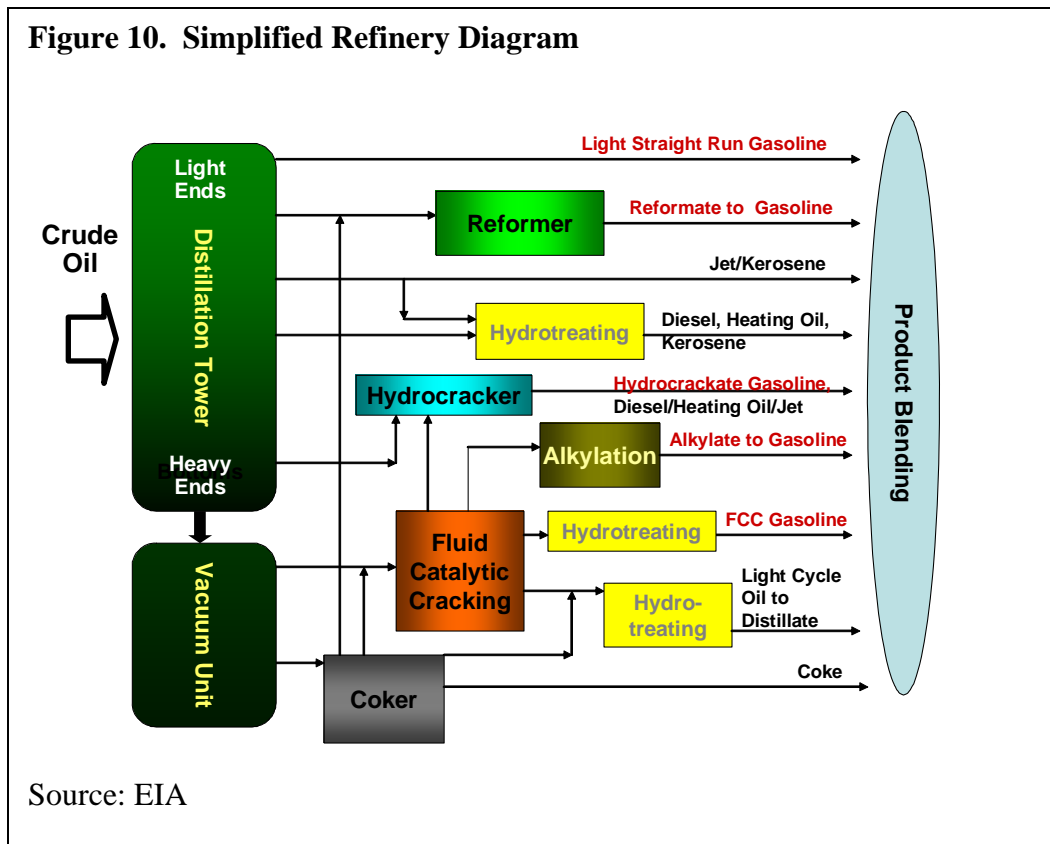 Figure 10. Simplified Refinery Diagram
Light Straight Run Gasoline
Light
Ends
Reformer
Reformate to Gasoline
Crude
Oil
Distillation Tower
Jet/Kerosene
Hydrotreating
Diesel, Heating Oil,
Kerosene
Product Blending
Hydrocracker
Hydrocrackate Gasoline,
Diesel/Heating Oil/Jet
Alkylation
Alkylate to Gasoline
Heavy
Ends
Fluid
Catalytic
Cracking
Hydrotreating
FCC Gasoline
Vacuum Unit
Hydro-
treating
Light Cycle
Oil to
Distillate
Coker
Coke
Source: EIA